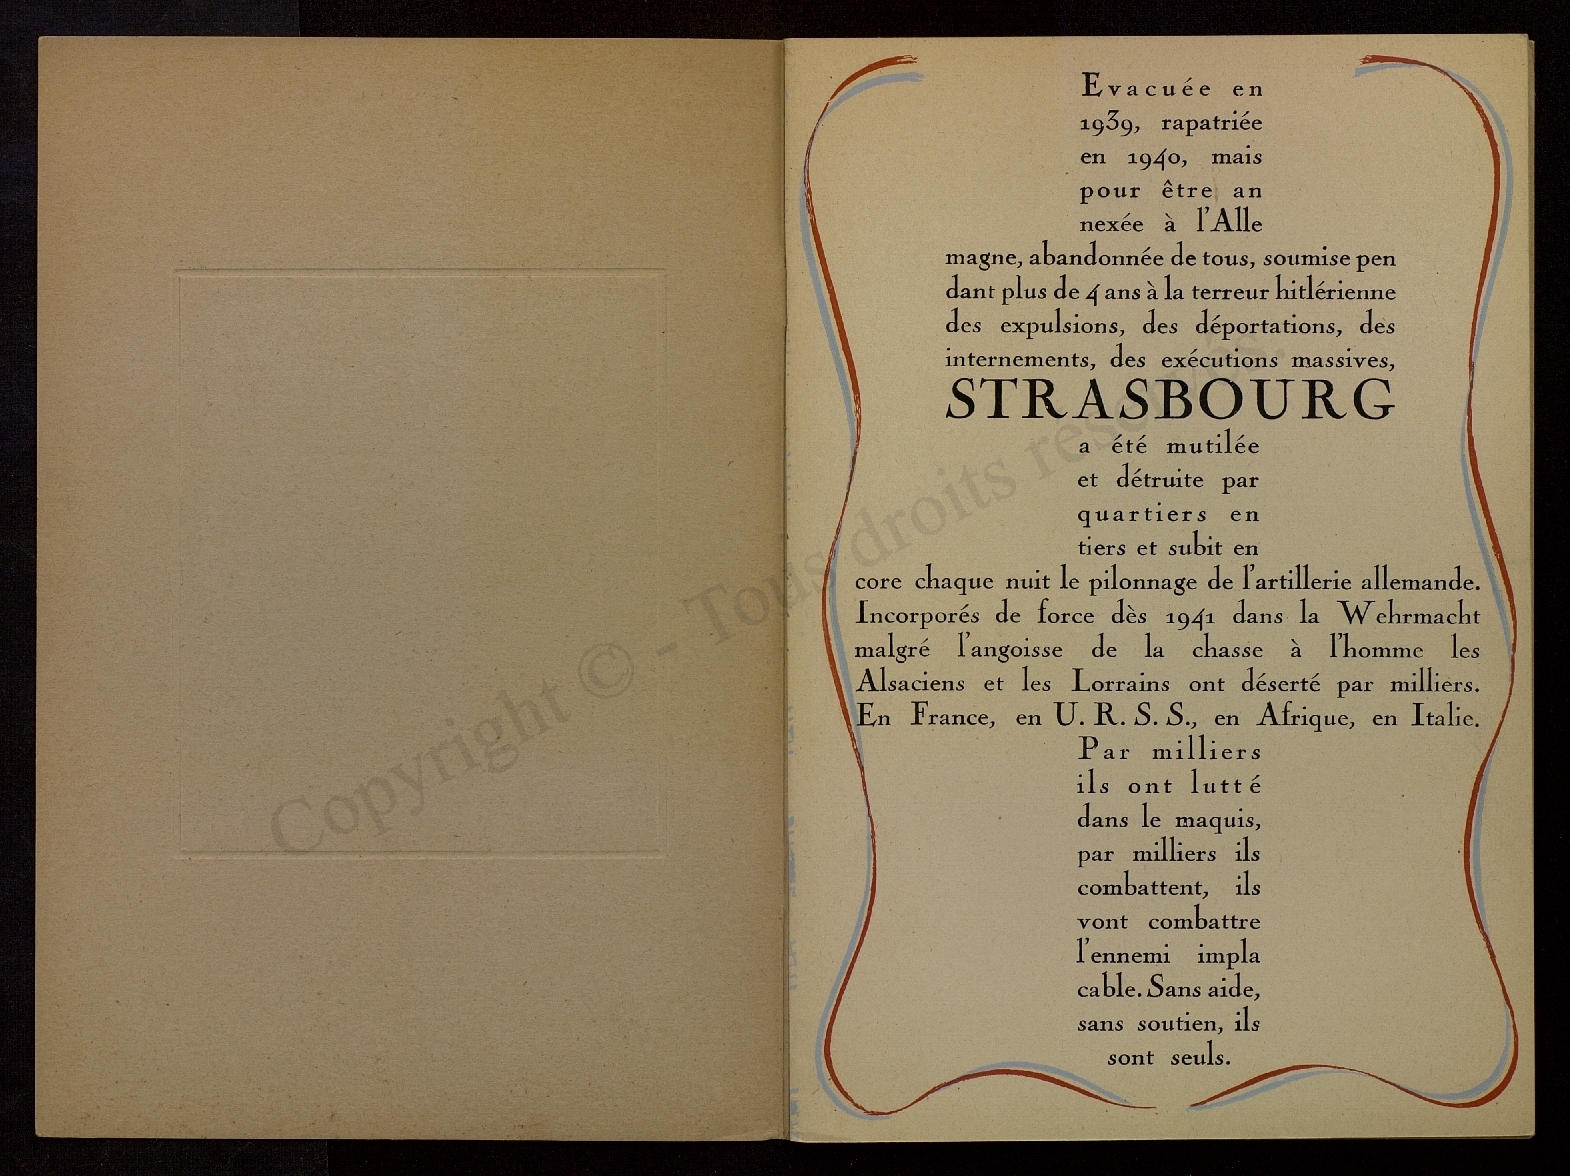 Evacuée en
1939, rapatriée
en 1940, mais
pour être an
nexée à l'Alle
magne, abandonnée de tous, soumise pen
dant plus de 4 ans à la terreur hitlérienne
des expulsions, des déportations, des
internements, des exécutions massives,
STRASBOURG
a été mutilée
et détruite par
quartiers en
tiers et subit en
core chaque nuit le pilonnage de l'artillerie allemande.
Incorporés de force dès 1941 dans la Wehrmacht
malgré l'angoisse de la chasse à l'homme les
Alsaciens et les Lorrains ont déserté par milliers.
En France, en U. R. S. S., en Afrique, en Italie.
Par milliers
ils ont lutté
dans le maquis,
par milliers ils
combattent, ils
vont combattre
l'ennemi impla
cable. Sans aide,
sans soutien, ils
sont seuls.
Copyright © - Tous droits réservés.